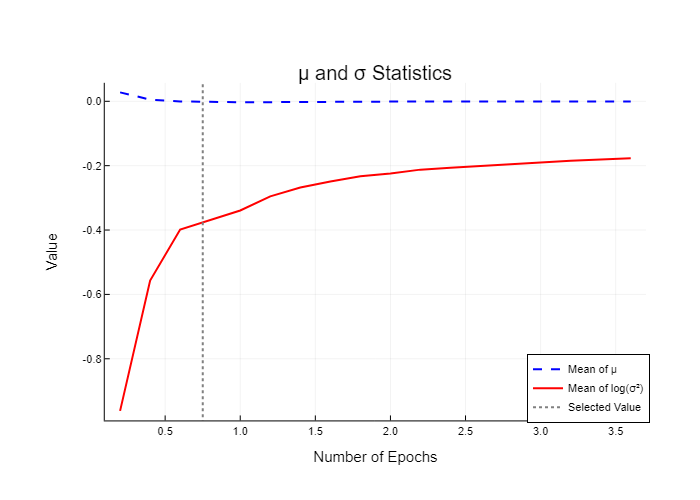 μ and σ Statistics
Value
0.0
-0.2
-0.4
-0.6
-0.8
0.5
1.0
1.5
2.0
2.5
3.0
3.5
Number of Epochs
Mean of μ
Mean of log(σ²)
Selected Value